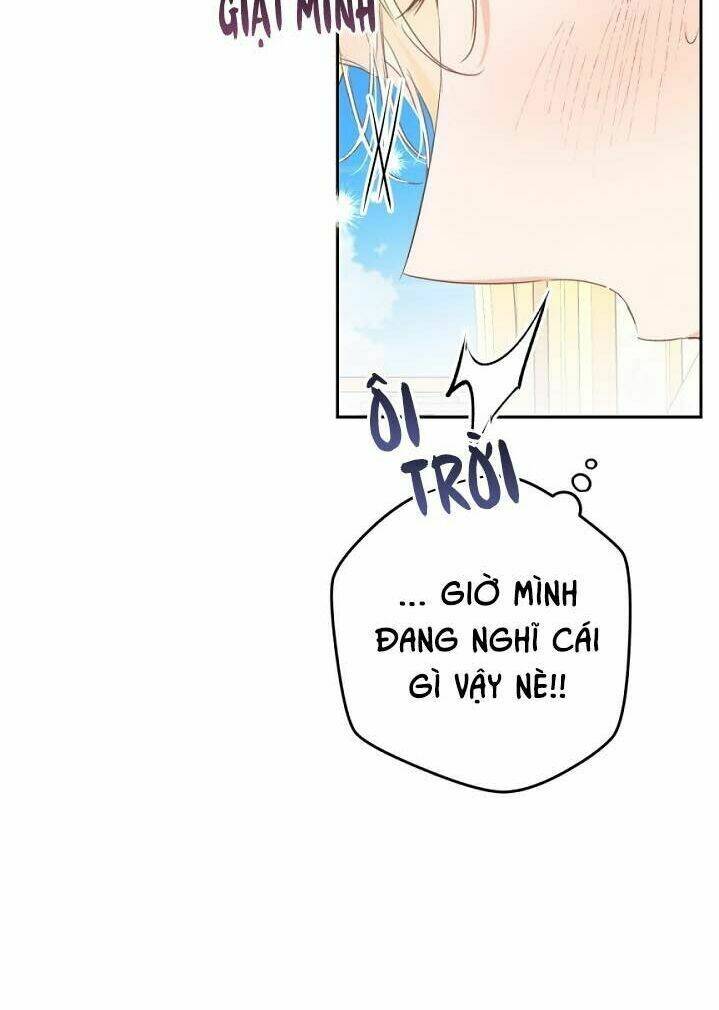 GIẬT MÌNH
ÔI
TRỜI
... GIỜ MÌNH
ĐANG NGHĨ CÁI
GÌ VẬY NÈ!!